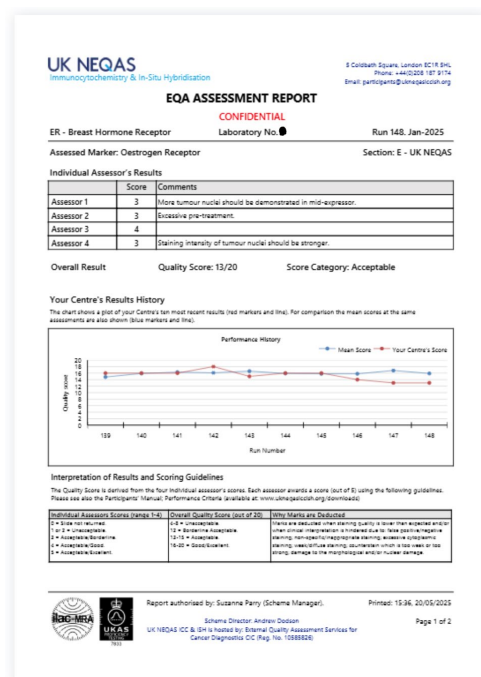 UK NEQAS
Immunocytochemistry & In-Situ Hybridisation
5 Coldbath Square, London EC1R 5HL
Phone: +44(0)208 187 9174
Email: participants@ukneqasiccish.org
EQA ASSESSMENT REPORT
CONFIDENTIAL
ER - Breast Hormone Receptor Laboratory No. Run 148. Jan-2025
Assessed Marker: Oestrogen Receptor Section: E - UK NEQAS
Individual Assessor's Results
Score Comments
Assessor 1 3 More tumour nuclei should be demonstrated in mid-expressor.
Assessor 2 3 Excessive pre-treatment.
Assessor 3 4
Assessor 4 3 Staining intensity of tumour nuclei should be stronger.
Overall Result Quality Score: 13/20 Score Category: Acceptable
Your Centre's Results History
The chart shows a plot of your Centre's ten most recent results (red markers and line). For comparison the mean scores at the same
assessments are also shown (blue markers and line).
Performance History
Mean Score Your Centre's Score
Quality score
20
18
16
14
12
10
8
6
4
2
0
139 140 141 142 143 144 145 146 147 148
Run Number
Interpretation of Results and Scoring Guidelines
The Quality Score is derived from the four individual assessor's scores. Each assessor awards a score (out of 5) using the following guidelines.
Please see also the Participants' Manual; Performance Criteria (available at: www.ukneqasiccish.org/downloads)
Individual Assessors Scores (range 1-4) Overall Quality Score (out of 20) Why Marks are Deducted
0 = Slide not returned.
1 or 2 = Unacceptable.
3 = Acceptable/Borderline.
4 = Acceptable/Good.
5 = Acceptable/Excellent.
4-9 = Unacceptable.
12-15 = Acceptable.
16-20 = Good/Excellent.
Marks are deducted when staining quality is lower than expected and/or
when clinical interpretation is hindered due to: false positive/negative
staining, non-specific/inappropriate staining, excessive cytoplasmic
staining, weak/diffuse staining, counterstain which is too weak or too
strong, damage to the morphological and/or nuclear damage.
ilac-MRA
UKAS
PROFICIENCY
TESTING
Report authorised by: Suzanne Parry (Scheme Manager). Printed: 15:36, 20/05/2025
Scheme Director: Andrew Dodson
UK NEQAS ICC & ISH is hosted by: External Quality Assessment Services for
Cancer Diagnostics CIC (Reg. No. 10585826)
Page 1 of 2